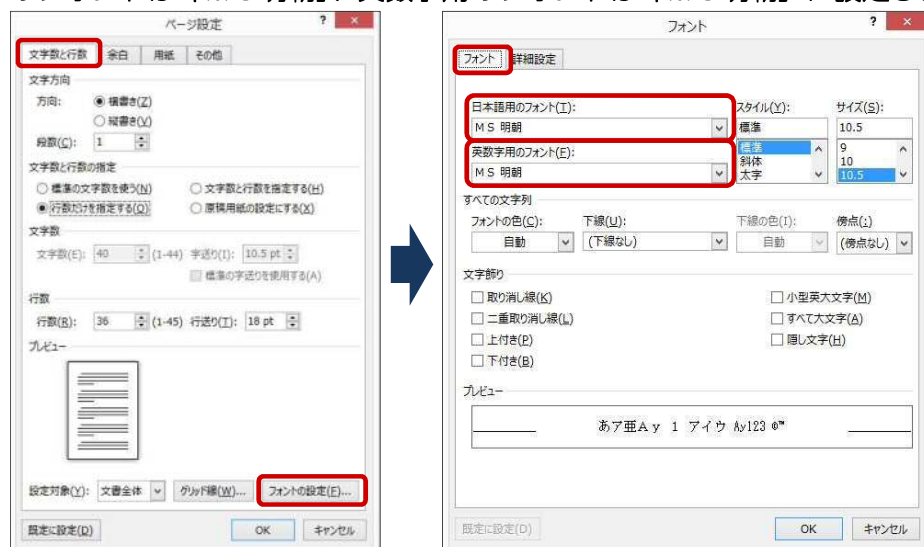 ページ設定
? ×
文字数と行数 余白 用紙 その他
文字方向
方向: 横書き(Z)
縦書き(V)
段数(C): 1
文字数と行数の指定
標準の文字数を使う(N) 文字数と行数を指定する(H)
行数だけを指定する(O) 原稿用紙の設定にする(X)
文字数
文字数(E): 40 (1-44) 字送り(I): 10.5 pt
標準の字送りを使用する(A)
行数
行数(R): 36 (1-45) 行送り(T): 18 pt
プレビュー
設定対象(Y): 文書全体 グリッド線(W)... フォントの設定(F)...
既定に設定(D) OK キャンセル
フォント
? ×
フォント 詳細設定
日本語用のフォント(T): スタイル(Y): サイズ(S):
MS 明朝 標準 10.5
英数字用のフォント(F): 標準 9
斜体 10
MS 明朝 太字 10.5
すべての文字列
フォントの色(C): 下線(U): 下線の色(I): 傍点(:)
自動 (下線なし) 自動 (傍点なし)
文字飾り
取り消し線(K) 小型英大文字(M)
二重取り消し線(L) すべて大文字(A)
上付き(P) 隠し文字(H)
下付き(B)
プレビュー
あア亜Ay 1 アイウ Ay123 @™
既定に設定(D) OK キャンセル